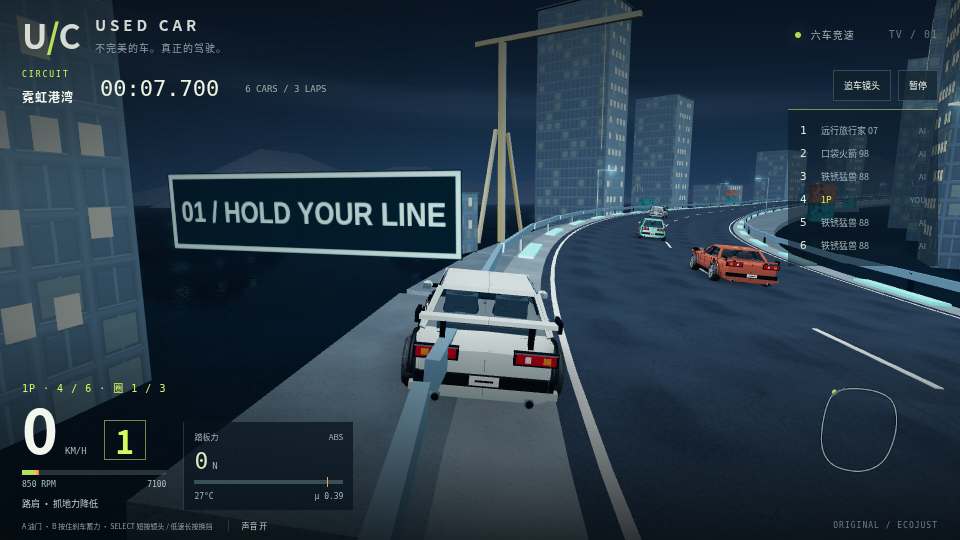 U/C USED CAR
不完美的车。真正的驾驶。
CIRCUIT
霓虹港湾
00:07.700
6 CARS / 3 LAPS
六车竞速
TV / 01
追车镜头
暂停
1 远行旅行家 07 AI
2 口袋火箭 98 AI
3 铁锈猛兽 88 AI
4 1P YOU
5 铁锈猛兽 88 AI
6 铁锈猛兽 88 AI
01 / HOLD YOUR LINE
1P · 4 / 6 · 圈 1 / 3
0 KM/H 1
850 RPM 7100
路肩 · 抓地力降低
踏板力 ABS
0 N
27°C μ 0.39
A 油门 · B 按住刹车蓄力 · SELECT 短按镜头 / 低速长按换挡
声音 开
ORIGINAL / ECOJUST